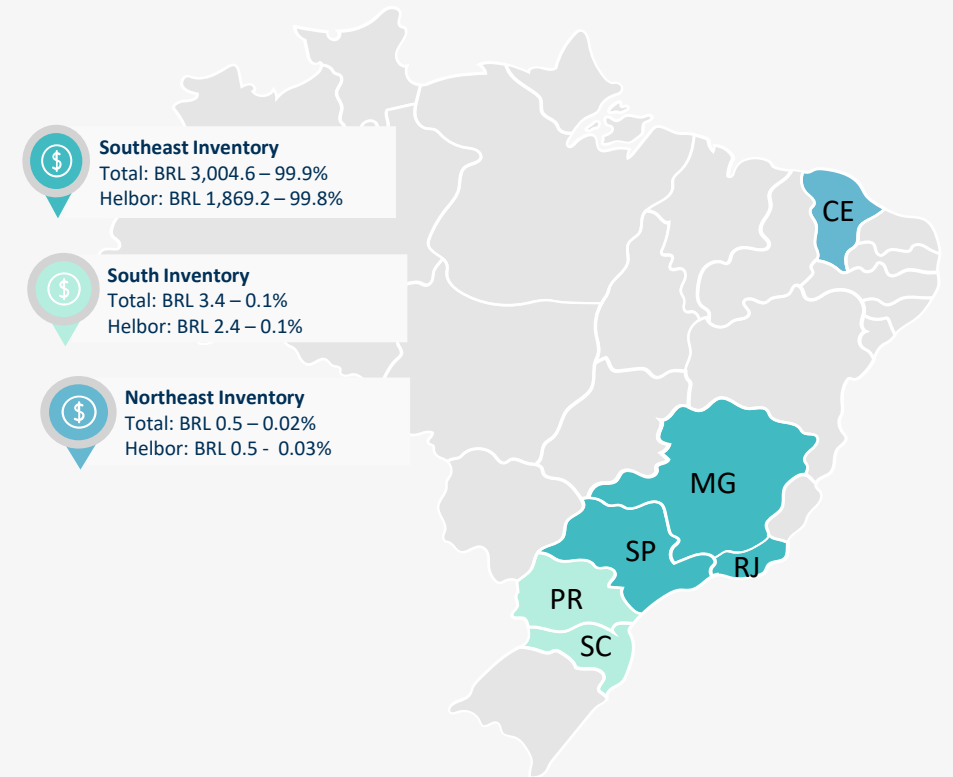 Southeast Inventory
Total: BRL 3,004.6 – 99.9%
Helbor: BRL 1,869.2 – 99.8%
South Inventory
Total: BRL 3.4 – 0.1%
Helbor: BRL 2.4 – 0.1%
Northeast Inventory
Total: BRL 0.5 – 0.02%
Helbor: BRL 0.5 - 0.03%
CE
MG
SP
RJ
PR
SC
$
$
$